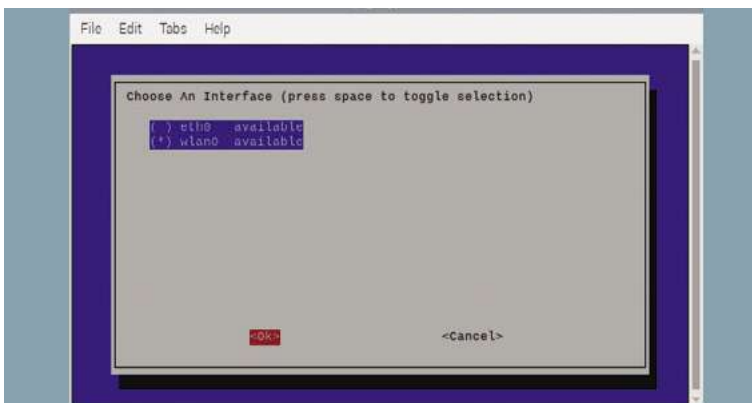 File Edit Tabs Help
Choose An Interface (press space to toggle selection)
( ) eth0 available
(*) wlan0 available
<Ok> <Cancel>